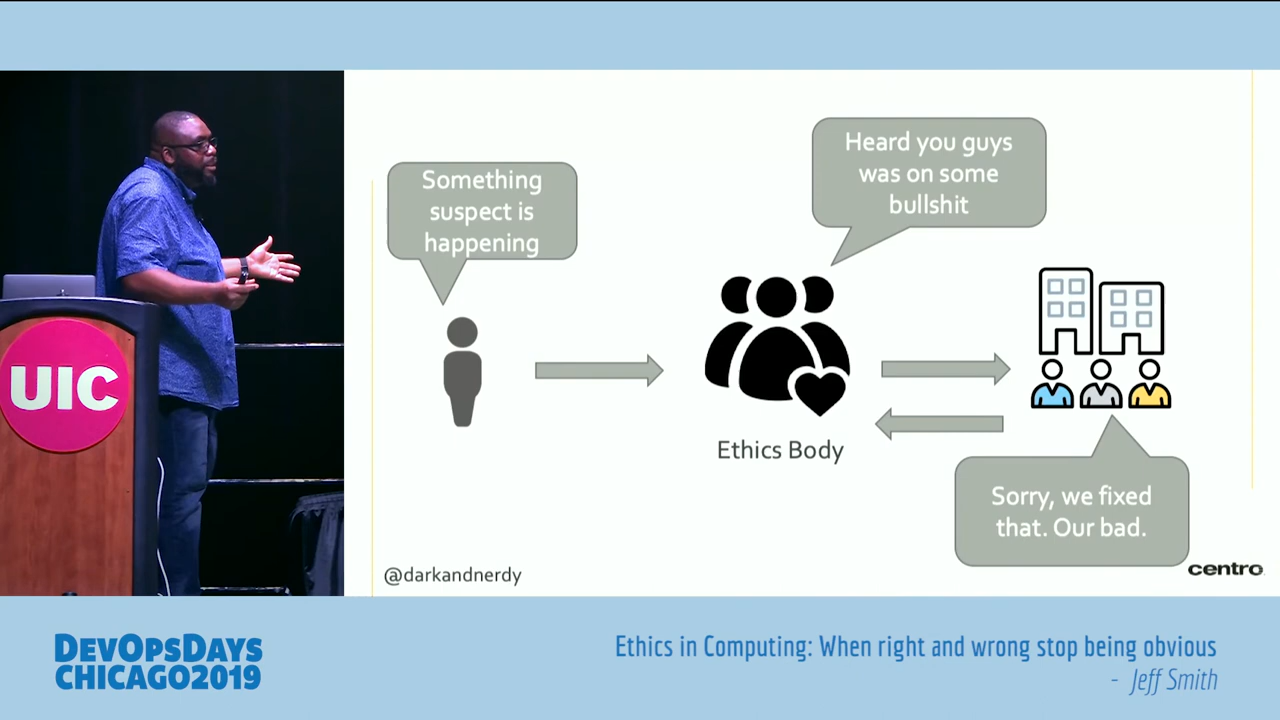 UIC
Something
suspect is
happening
Heard you guys
was on some
bullshit
Ethics Body
Sorry, we fixed
that. Our bad.
@darkandnerdy
centro
DEVOPSDAYS
CHICAGO2019
Ethics in Computing: When right and wrong stop being obvious
- Jeff Smith